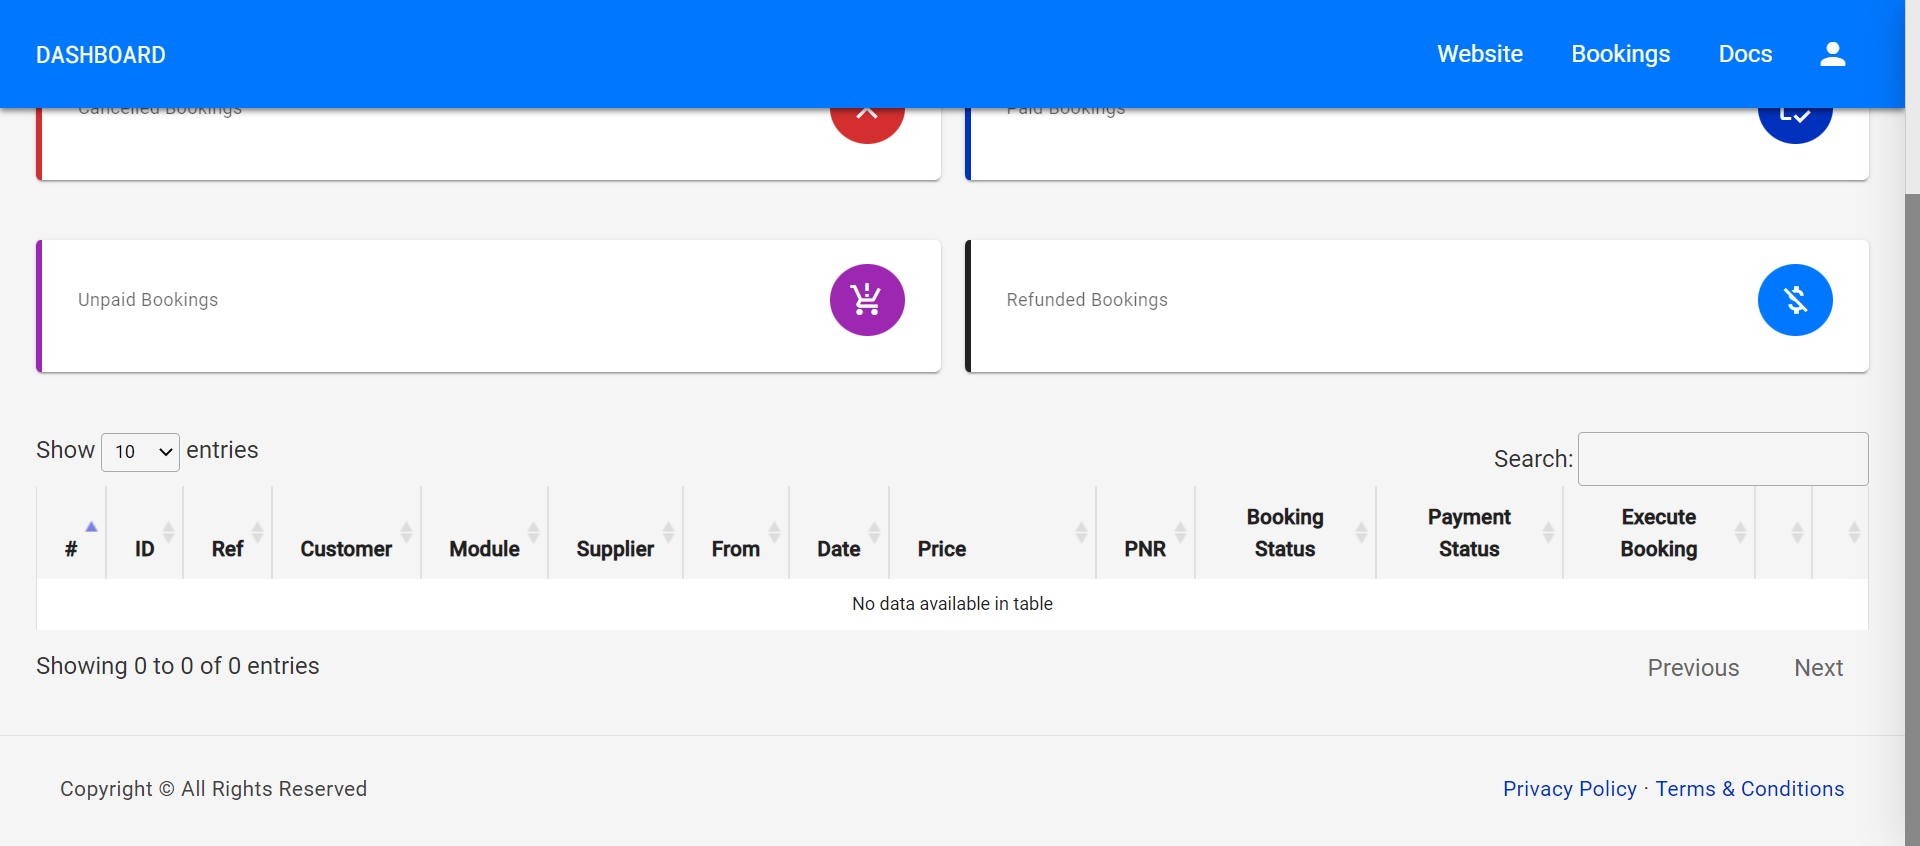 DASHBOARD
Website Bookings Docs
Cancelled Bookings
Paid Bookings
Unpaid Bookings
Refunded Bookings
Show 10 entries
Search:
# ID Ref Customer Module Supplier From Date Price PNR Booking Status Payment Status Execute Booking
No data available in table
Showing 0 to 0 of 0 entries
Previous Next
Copyright © All Rights Reserved
Privacy Policy · Terms & Conditions